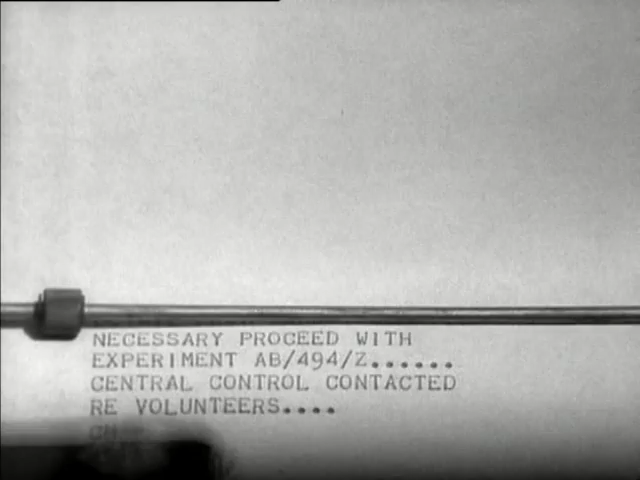 NECESSARY PROCEED WITH
EXPERIMENT AB/494/Z......
CENTRAL CONTROL CONTACTED
RE VOLUNTEERS....